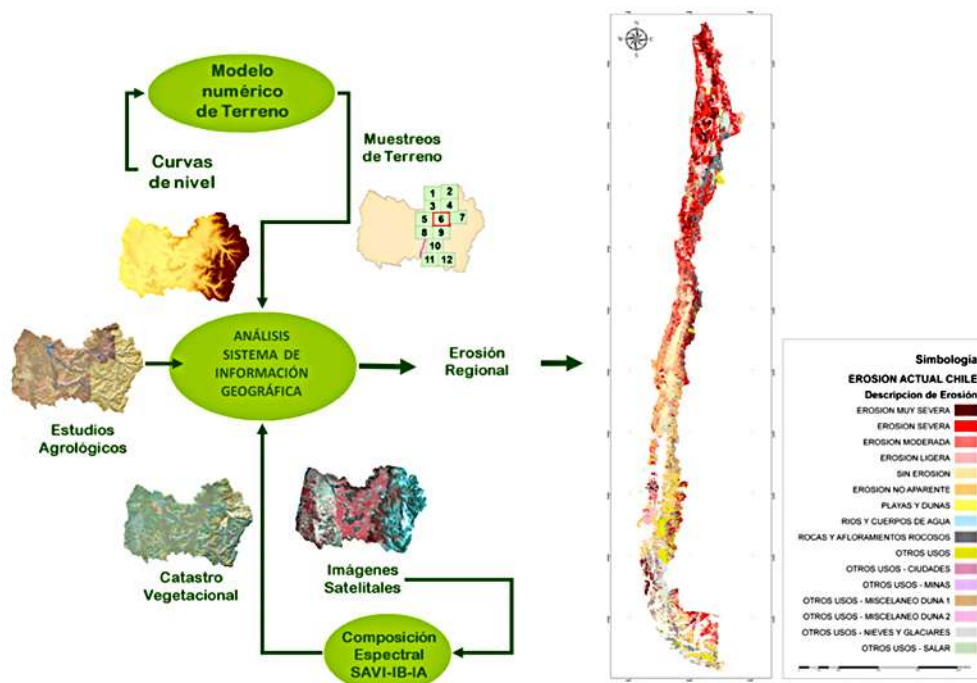 Modelo
numérico
de Terreno
Curvas
de nivel
Muestreos
de Terreno
1 2
3 4
5 6 7
8 9
10
11 12
ANÁLISIS
SISTEMA DE
INFORMACIÓN
GEOGRÁFICA
Estudios
Agrológicos
Erosión
Regional
Catastro
Vegetacional
Imágenes
Satelitales
Composición
Espectral
SAVI-IB-IA
N
W E
S
Simbología
EROSION ACTUAL CHILE
Descripcion de Erosión
EROSION MUY SEVERA
EROSION SEVERA
EROSION MODERADA
EROSION LIGERA
SIN EROSION
EROSION NO APARENTE
PLAYAS Y DUNAS
RIOS Y CUERPOS DE AGUA
ROCAS Y AFLORAMIENTOS ROCOSOS
OTROS USOS
OTROS USOS - CIUDADES
OTROS USOS - MINAS
OTROS USOS - MISCELANEO DUNA 1
OTROS USOS - MISCELANEO DUNA 2
OTROS USOS - NIEVES Y GLACIARES
OTROS USOS - SALAR